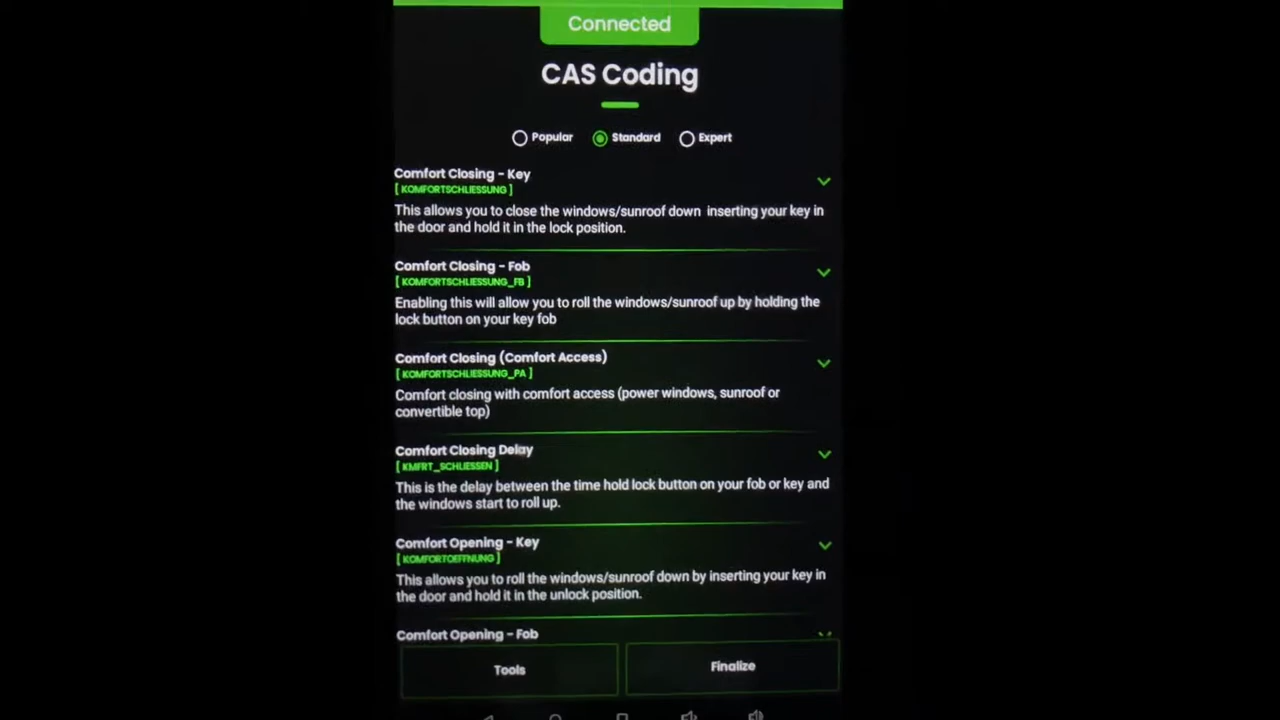 Connected
CAS Coding
Popular Standard Expert
Comfort Closing - Key
[ KOMFORTSCHLIESSUNG ]
This allows you to close the windows/sunroof down inserting your key in
the door and hold it in the lock position.
Comfort Closing - Fob
[ KOMFORTSCHLIESSUNG_FB ]
Enabling this will allow you to roll the windows/sunroof up by holding the
lock button on your key fob
Comfort Closing (Comfort Access)
[ KOMFORTSCHLIESSUNG_PA ]
Comfort closing with comfort access (power windows, sunroof or
convertible top)
Comfort Closing Delay
[ KMFRT_SCHLIESSEN ]
This is the delay between the time hold lock button on your fob or key and
the windows start to roll up.
Comfort Opening - Key
[ KOMFORTOEFFNUNG ]
This allows you to roll the windows/sunroof down by inserting your key in
the door and hold it in the unlock position.
Comfort Opening - Fob
Tools Finalize